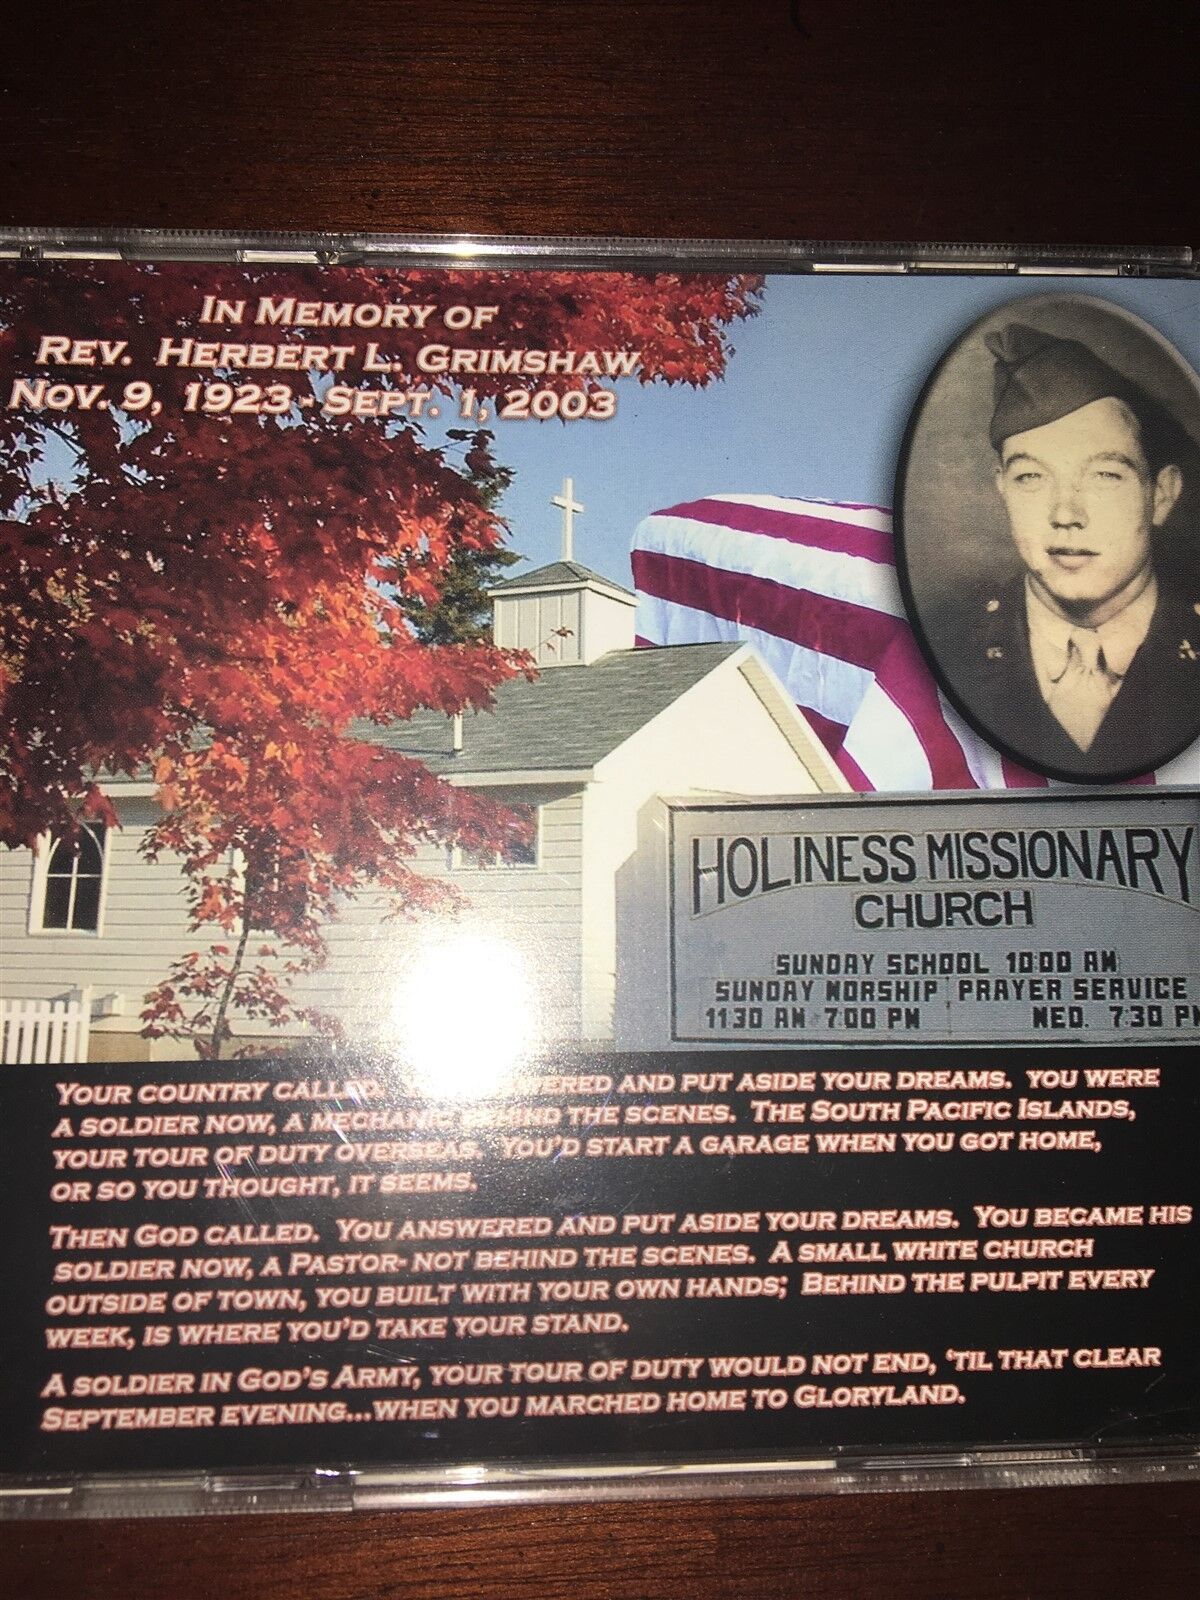 In Memory of
Rev. Herbert L. Grimshaw
Nov. 9, 1923 - Sept. 1, 2003
HOLINESS MISSIONARY
CHURCH
SUNDAY SCHOOL 10:00 AM
SUNDAY WORSHIP PRAYER SERVICE
11:30 AM 7:00 PM WED. 7:30 PM
Your country called. answered and put aside your dreams. You were
a soldier now, a mechanic behind the scenes. The South Pacific Islands,
your tour of duty overseas. You'd start a garage when you got home,
or so you thought, it seems.
Then God called. You answered and put aside your dreams. You became his
soldier now, a Pastor- not behind the scenes. A small white church
outside of town, you built with your own hands; Behind the pulpit every
week, is where you'd take your stand.
A soldier in God's Army, your tour of duty would not end, 'til that clear
September evening...when you marched home to Gloryland.